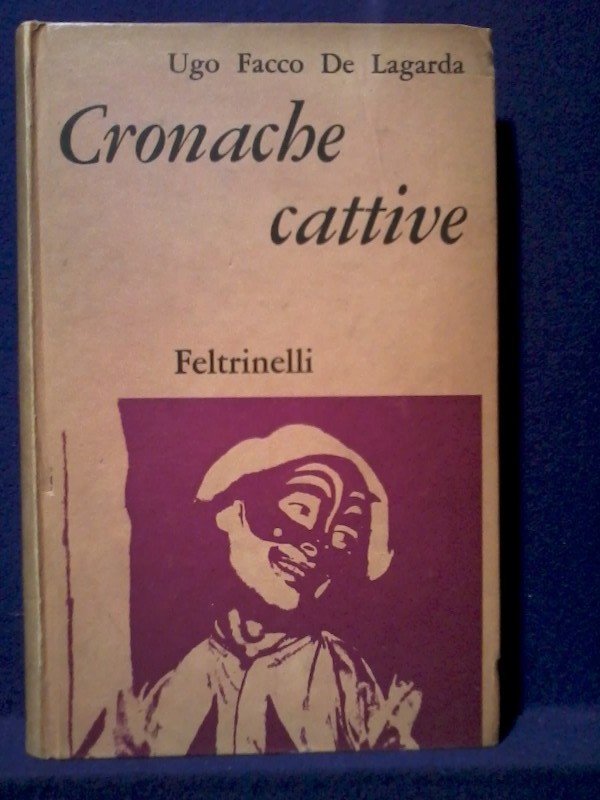 Ugo Facco De Lagarda
Cronache
cattive
Feltrinelli